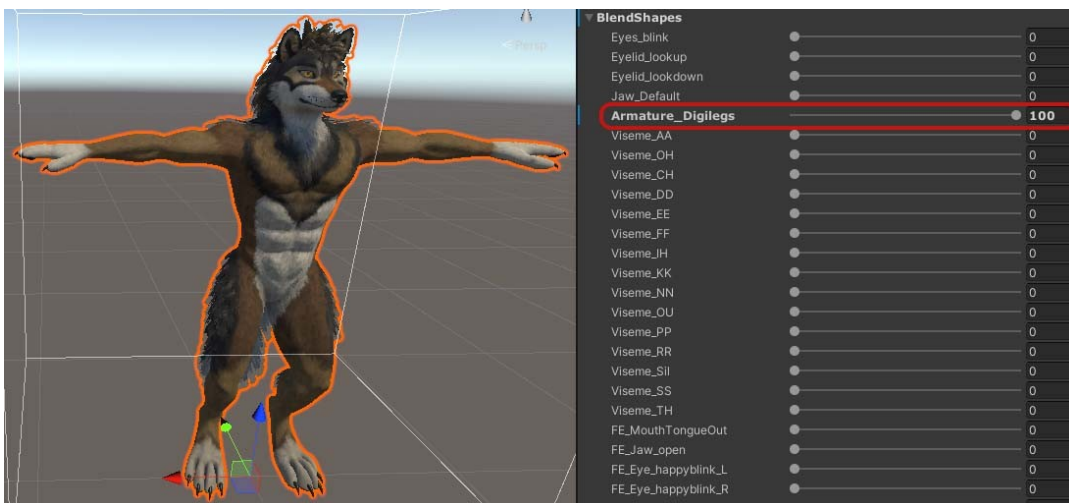 Persp
BlendShapes
Eyes_blink 0
Eyelid_lookup 0
Eyelid_lookdown 0
Jaw_Default 0
Armature_Digilegs 100
Viseme_AA 0
Viseme_OH 0
Viseme_CH 0
Viseme_DD 0
Viseme_EE 0
Viseme_FF 0
Viseme_IH 0
Viseme_KK 0
Viseme_NN 0
Viseme_OU 0
Viseme_PP 0
Viseme_RR 0
Viseme_Sil 0
Viseme_SS 0
Viseme_TH 0
FE_MouthTongueOut 0
FE_Jaw_open 0
FE_Eye_happyblink_L 0
FE_Eye_happyblink_R 0